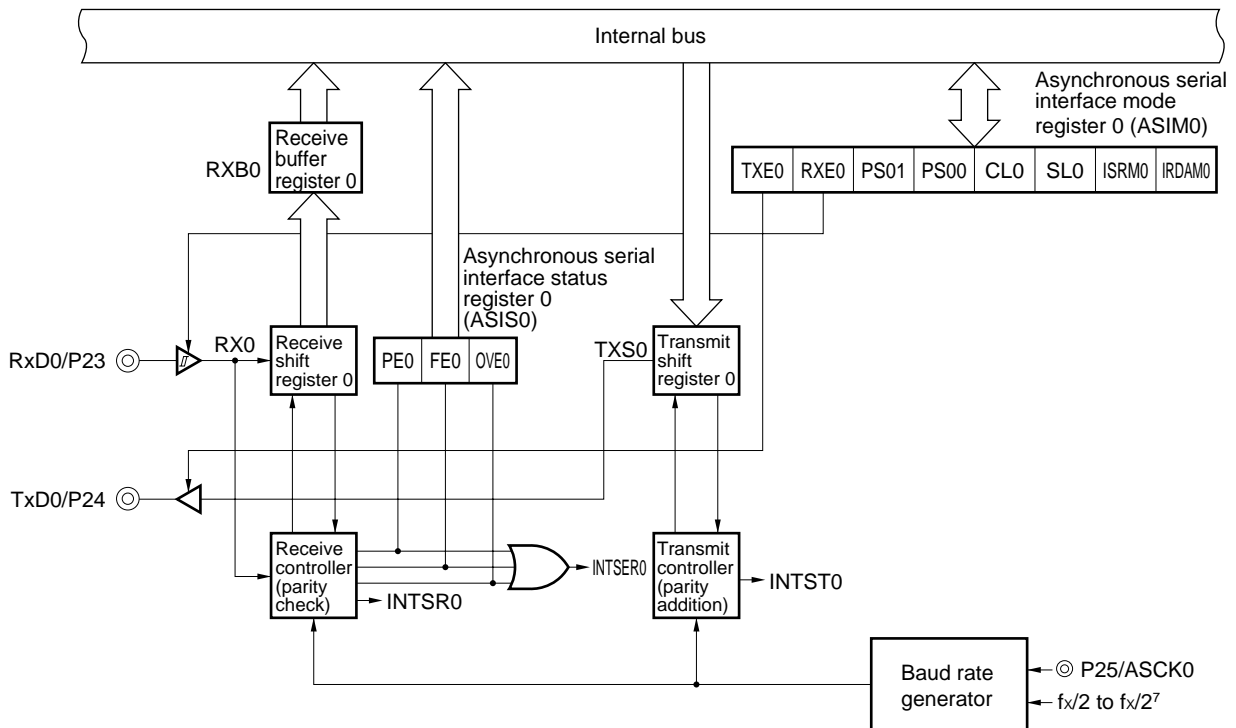 Internal bus
Asynchronous serial
interface mode
register 0 (ASIM0)
Receive
buffer
register 0
RXB0
TXE0
RXE0
PS01
PS00
CL0
SL0
ISRM0
IRDAM0
Asynchronous serial
interface status
register 0
(ASIS0)
RxD0/P23
RX0
Receive
shift
register 0
PE0
FE0
OVE0
TXS0
Transmit
shift
register 0
TxD0/P24
Receive
controller
(parity
check)
INTSER0
INTSR0
Transmit
controller
(parity
addition)
INTST0
Baud rate
generator
P25/ASCK0
fx/2 to fx/2⁷